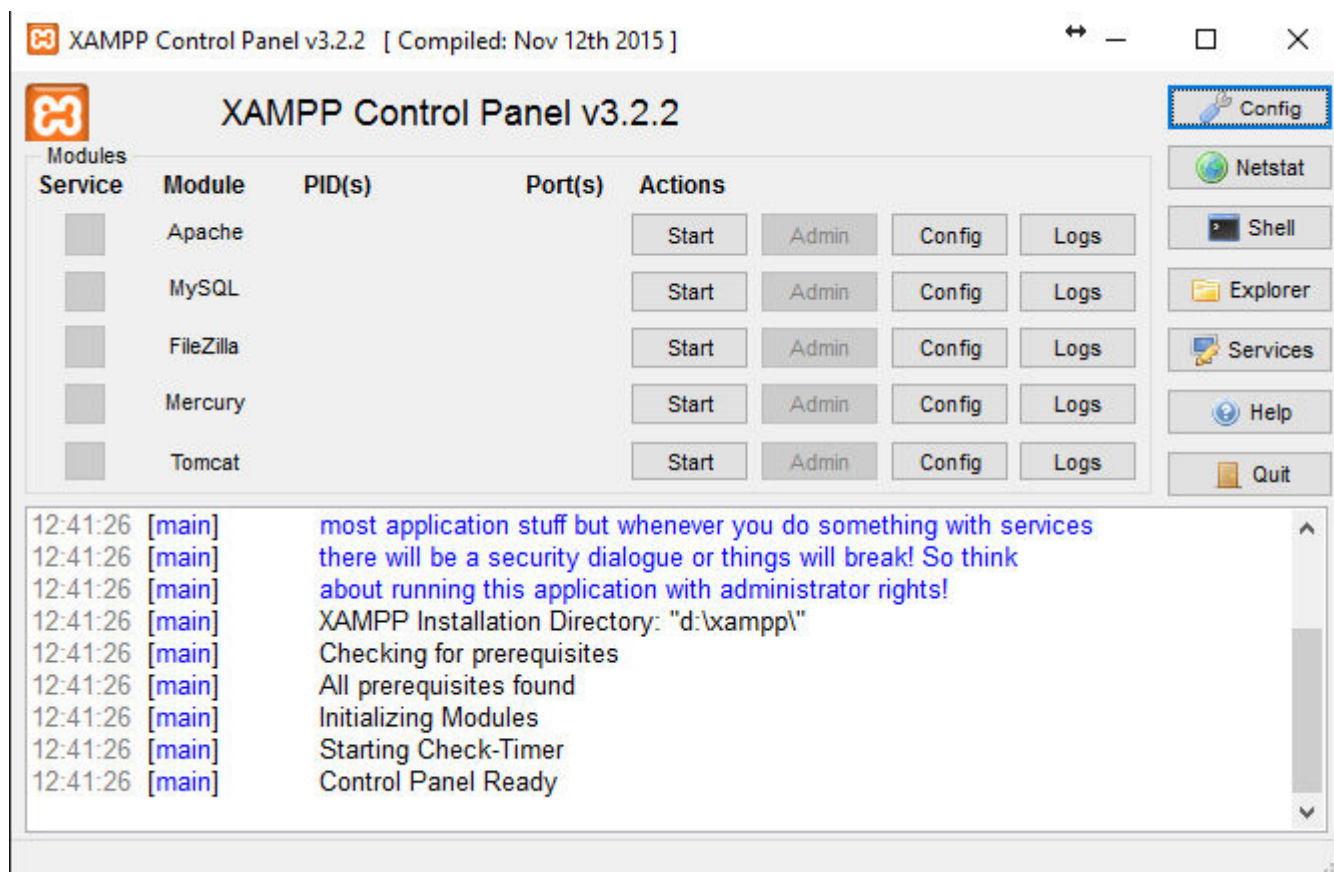 XAMPP Control Panel v3.2.2 [ Compiled: Nov 12th 2015 ]
XAMPP Control Panel v3.2.2
Config
Modules
Netstat
Service Module PID(s) Port(s) Actions
Apache Start Admin Config Logs
Shell
MySQL Start Admin Config Logs
Explorer
FileZilla Start Admin Config Logs
Services
Mercury Start Admin Config Logs
Help
Tomcat Start Admin Config Logs
Quit
12:41:26 [main] most application stuff but whenever you do something with services
12:41:26 [main] there will be a security dialogue or things will break! So think
12:41:26 [main] about running this application with administrator rights!
12:41:26 [main] XAMPP Installation Directory: "d:\xampp\"
12:41:26 [main] Checking for prerequisites
12:41:26 [main] All prerequisites found
12:41:26 [main] Initializing Modules
12:41:26 [main] Starting Check-Timer
12:41:26 [main] Control Panel Ready